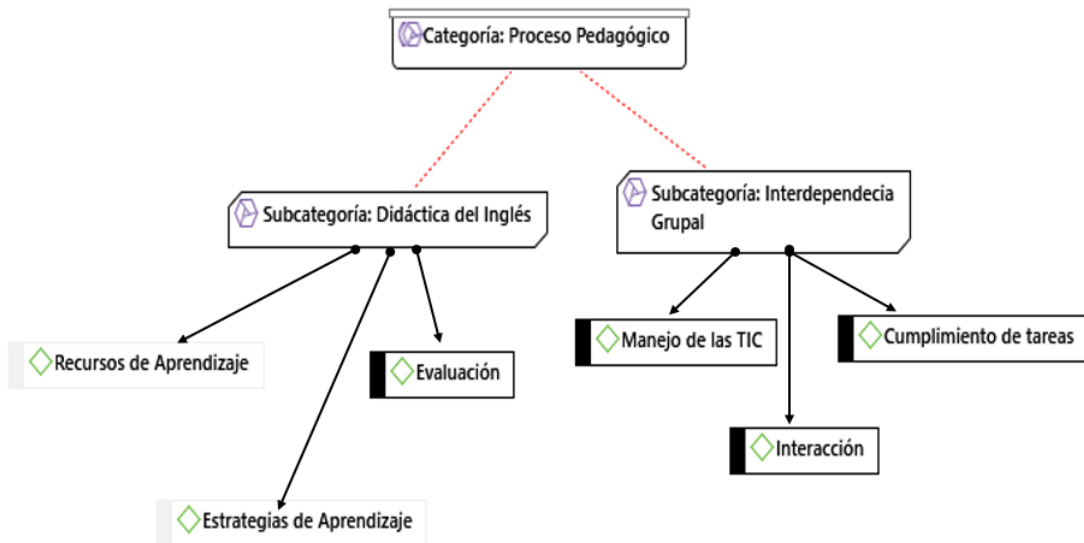 Categoría: Proceso Pedagógico
Subcategoría: Didáctica del Inglés
Subcategoría: Interdependecia
Grupal
Recursos de Aprendizaje
Evaluación
Manejo de las TIC
Cumplimiento de tareas
Interacción
Estrategias de Aprendizaje